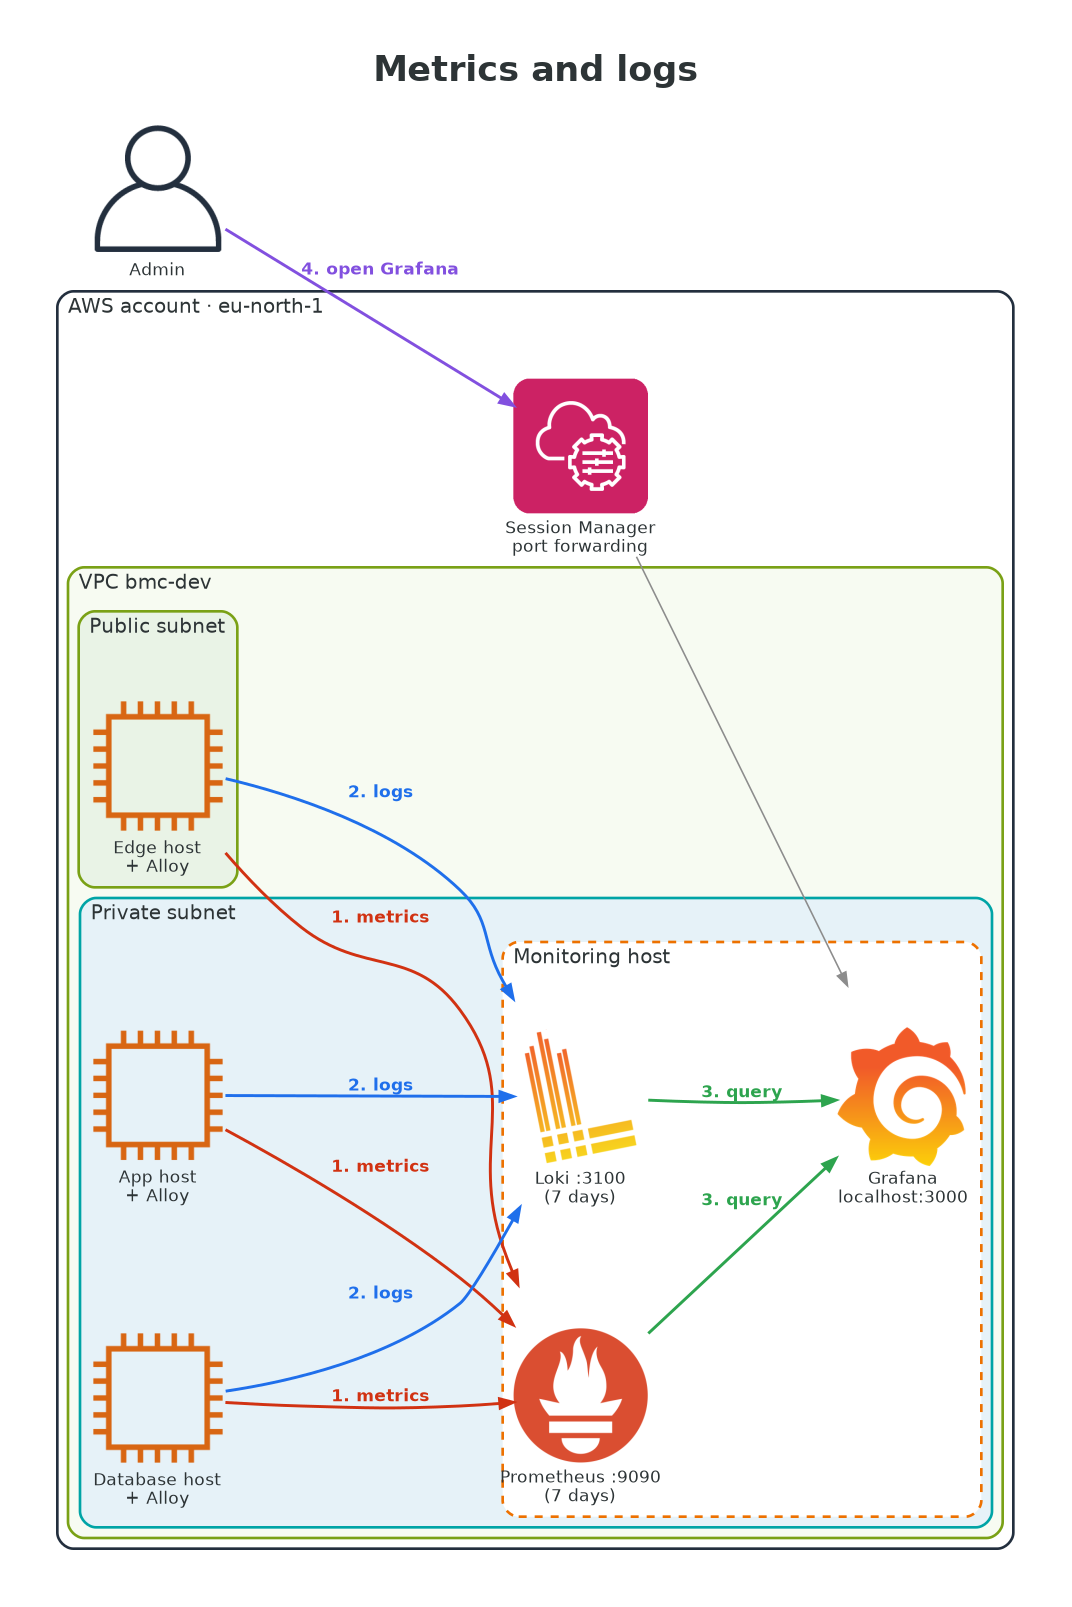 Metrics and logs
Admin
4. open Grafana
AWS account · eu-north-1
Session Manager
port forwarding
VPC bmc-dev
Public subnet
Edge host
+ Alloy
2. logs
1. metrics
Private subnet
Monitoring host
App host
+ Alloy
2. logs
1. metrics
Loki :3100
(7 days)
3. query
3. query
Grafana
localhost:3000
2. logs
1. metrics
Database host
+ Alloy
Prometheus :9090
(7 days)